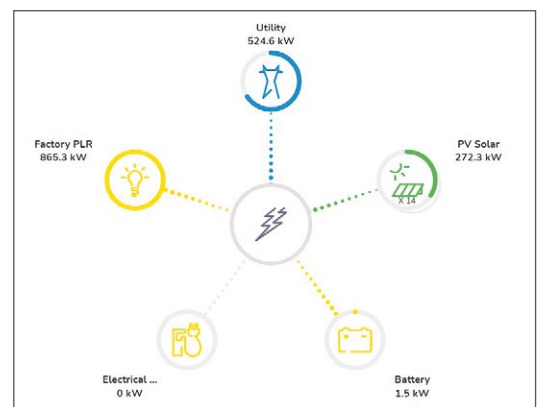 Utility
524.6 kW
Factory PLR
865.3 kW
PV Solar
272.3 kW
X 14
Electrical ...
0 kW
Battery
1.5 kW